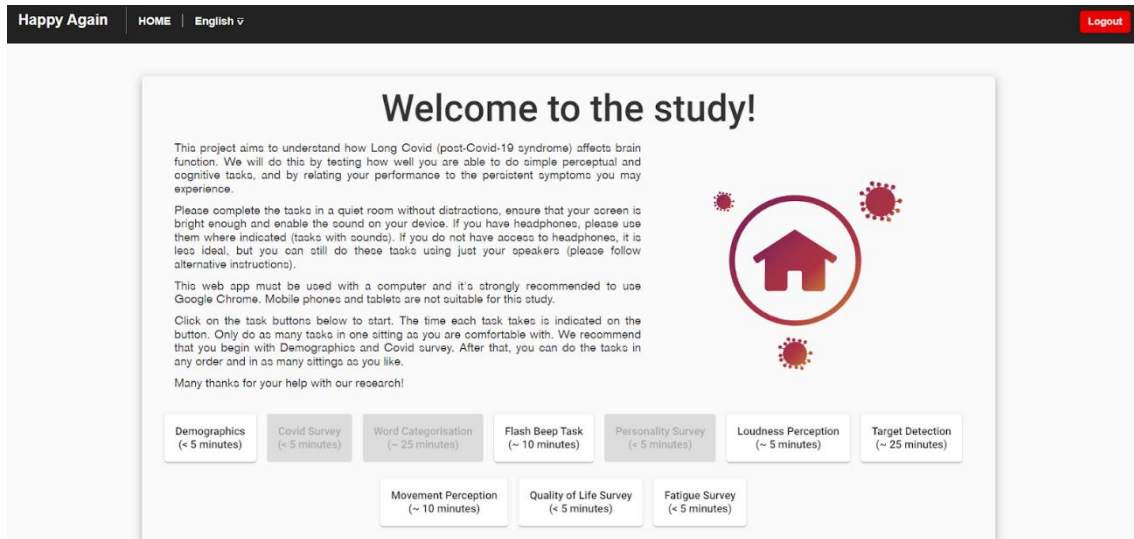 Happy Again HOME | English
Logout
Welcome to the study!
This project aims to understand how Long Covid (post-Covid-19 syndrome) affects brain
function. We will do this by testing how well you are able to do simple perceptual and
cognitive tasks, and by relating your performance to the persistent symptoms you may
experience.
Please complete the tasks in a quiet room without distractions, ensure that your screen is
bright enough and enable the sound on your device. If you have headphones, please use
them where indicated (tasks with sounds). If you do not have access to headphones, it is
less ideal, but you can still do these tasks using just your speakers (please follow
alternative instructions).
This web app must be used with a computer and it's strongly recommended to use
Google Chrome. Mobile phones and tablets are not suitable for this study.
Click on the task buttons below to start. The time each task takes is indicated on the
button. Only do as many tasks in one sitting as you are comfortable with. We recommend
that you begin with Demographics and Covid survey. After that, you can do the tasks in
any order and in as many sittings as you like.
Many thanks for your help with our research!
Demographics
(< 5 minutes)
Covid Survey
(< 5 minutes)
Word Categorisation
(~ 25 minutes)
Flash Beep Task
(~ 10 minutes)
Personality Survey
(< 5 minutes)
Loudness Perception
(~ 5 minutes)
Target Detection
(~ 25 minutes)
Movement Perception
(~ 10 minutes)
Quality of Life Survey
(< 5 minutes)
Fatigue Survey
(< 5 minutes)